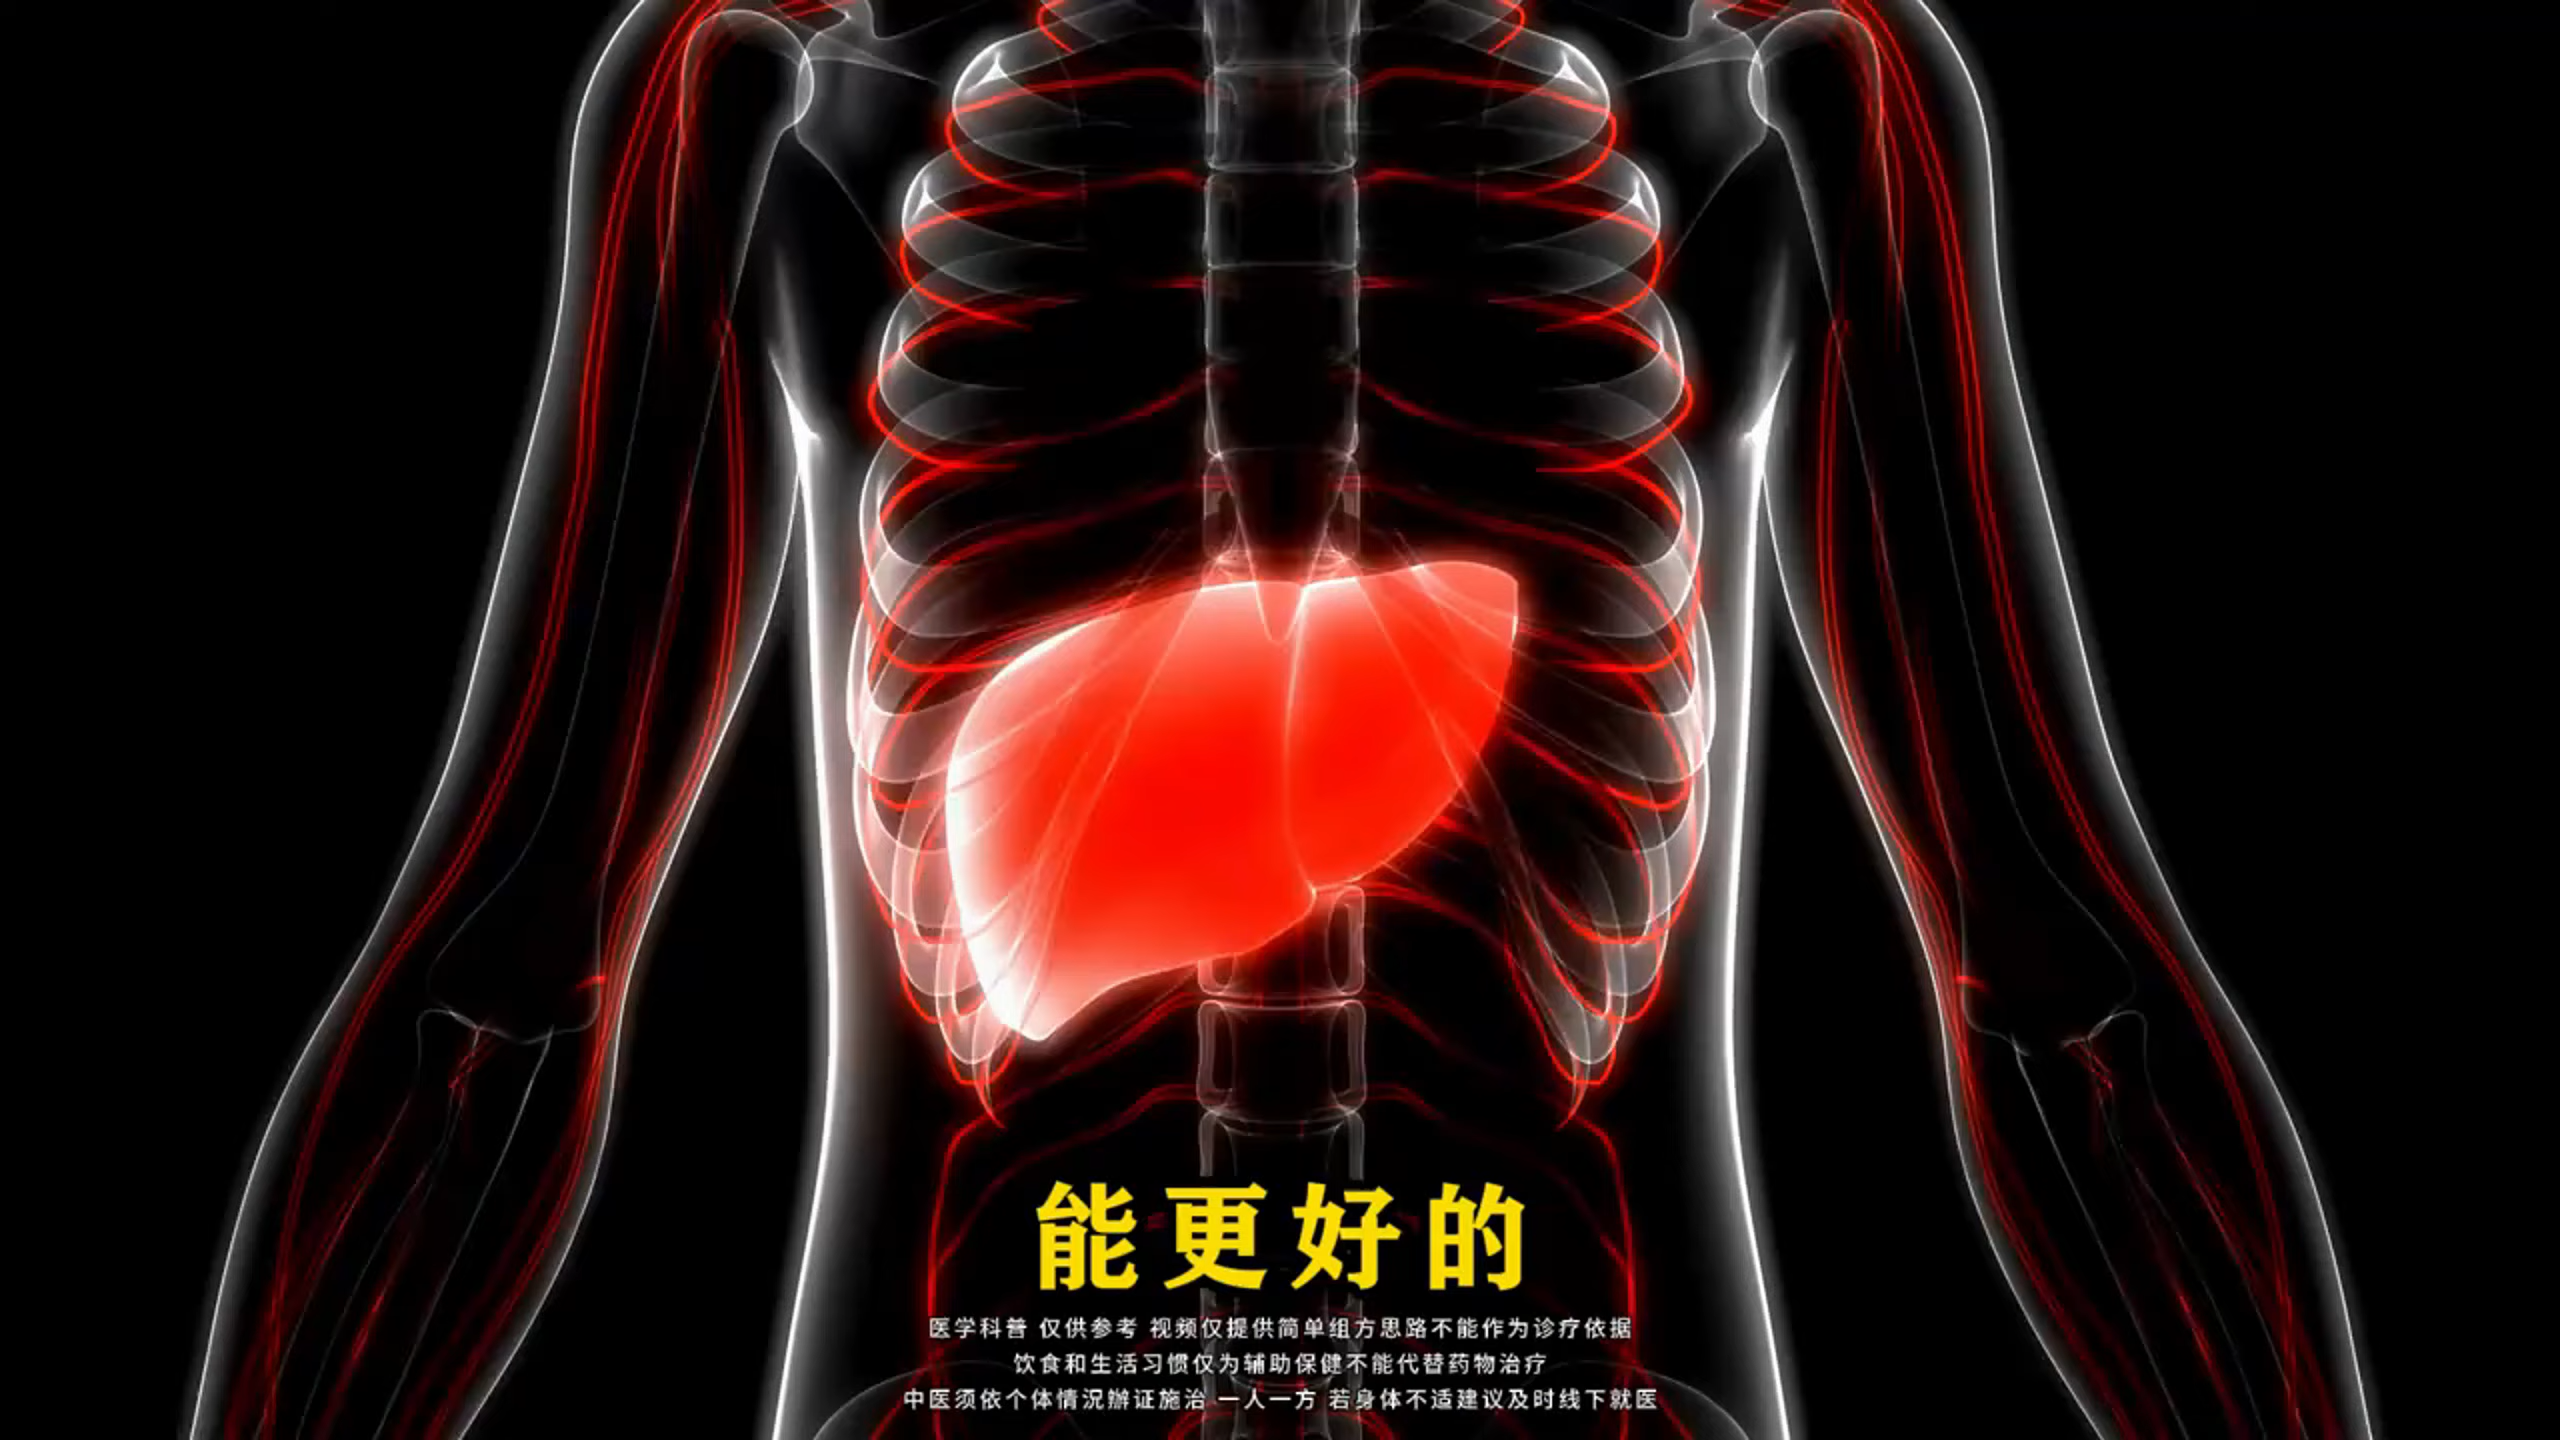 能更好的
医学科普 仅供参考 视频仅提供简单组方思路不能作为诊疗依据
饮食和生活习惯仅为辅助保健不能代替药物治疗
中医须依个体情况辦证施治 一人一方 若身体不适建议及时线下就医